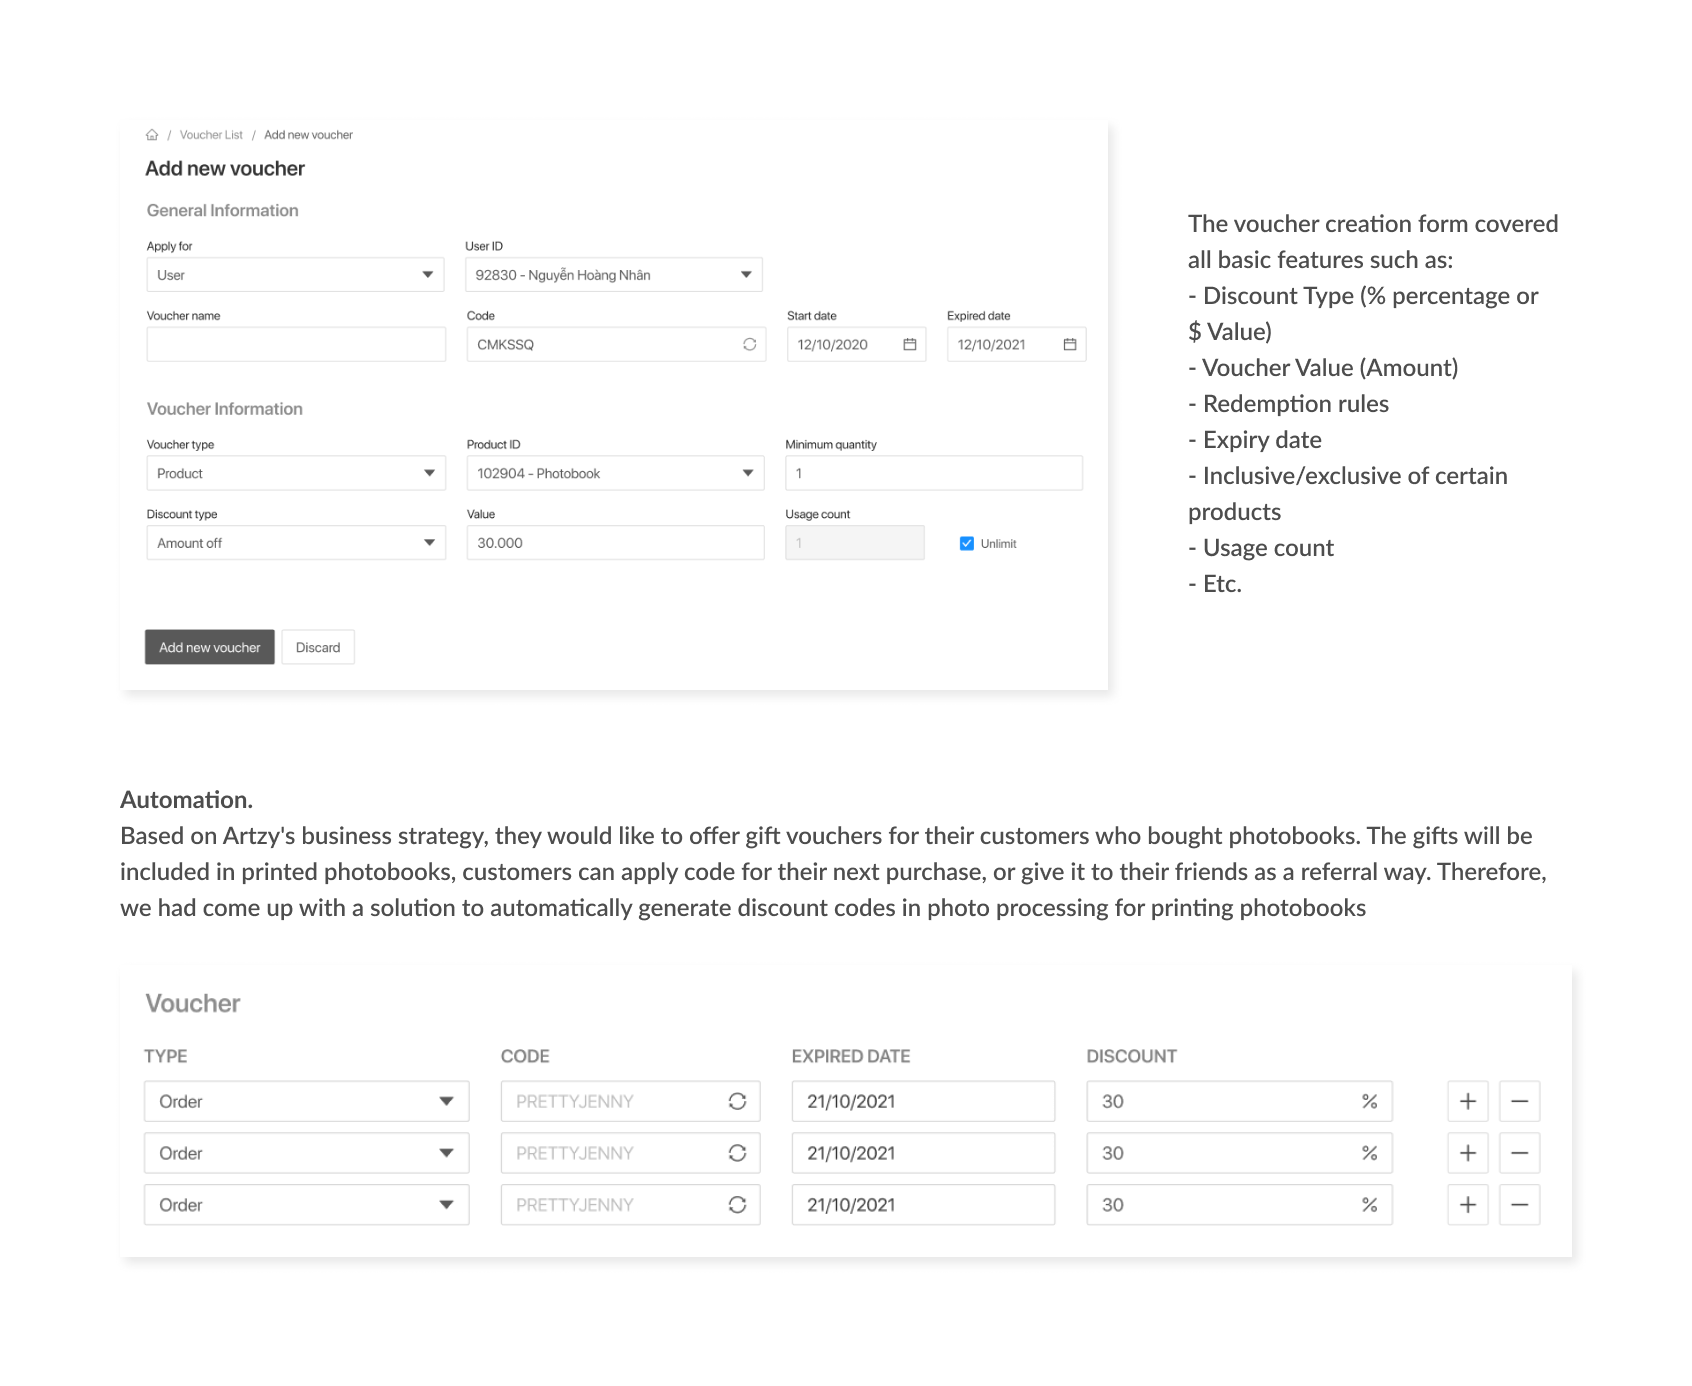 / Voucher List / Add new voucher
Add new voucher
General Information
Apply for User ID
User 92830 - Nguyễn Hoàng Nhân
Voucher name Code Start date Expired date
CMKSSQ 12/10/2020 12/10/2021
Voucher Information
Voucher type Product ID Minimum quantity
Product 102904 - Photobook 1
Discount type Value Usage count
Amount off 30.000 1 Unlimit
Add new voucher Discard
The voucher creation form covered
all basic features such as:
- Discount Type (% percentage or
$ Value)
- Voucher Value (Amount)
- Redemption rules
- Expiry date
- Inclusive/exclusive of certain
products
- Usage count
- Etc.
Automation.
Based on Artzy's business strategy, they would like to offer gift vouchers for their customers who bought photobooks. The gifts will be
included in printed photobooks, customers can apply code for their next purchase, or give it to their friends as a referral way. Therefore,
we had come up with a solution to automatically generate discount codes in photo processing for printing photobooks
Voucher
TYPE CODE EXPIRED DATE DISCOUNT
Order PRETTYJENNY 21/10/2021 30 % + −
Order PRETTYJENNY 21/10/2021 30 % + −
Order PRETTYJENNY 21/10/2021 30 % + −